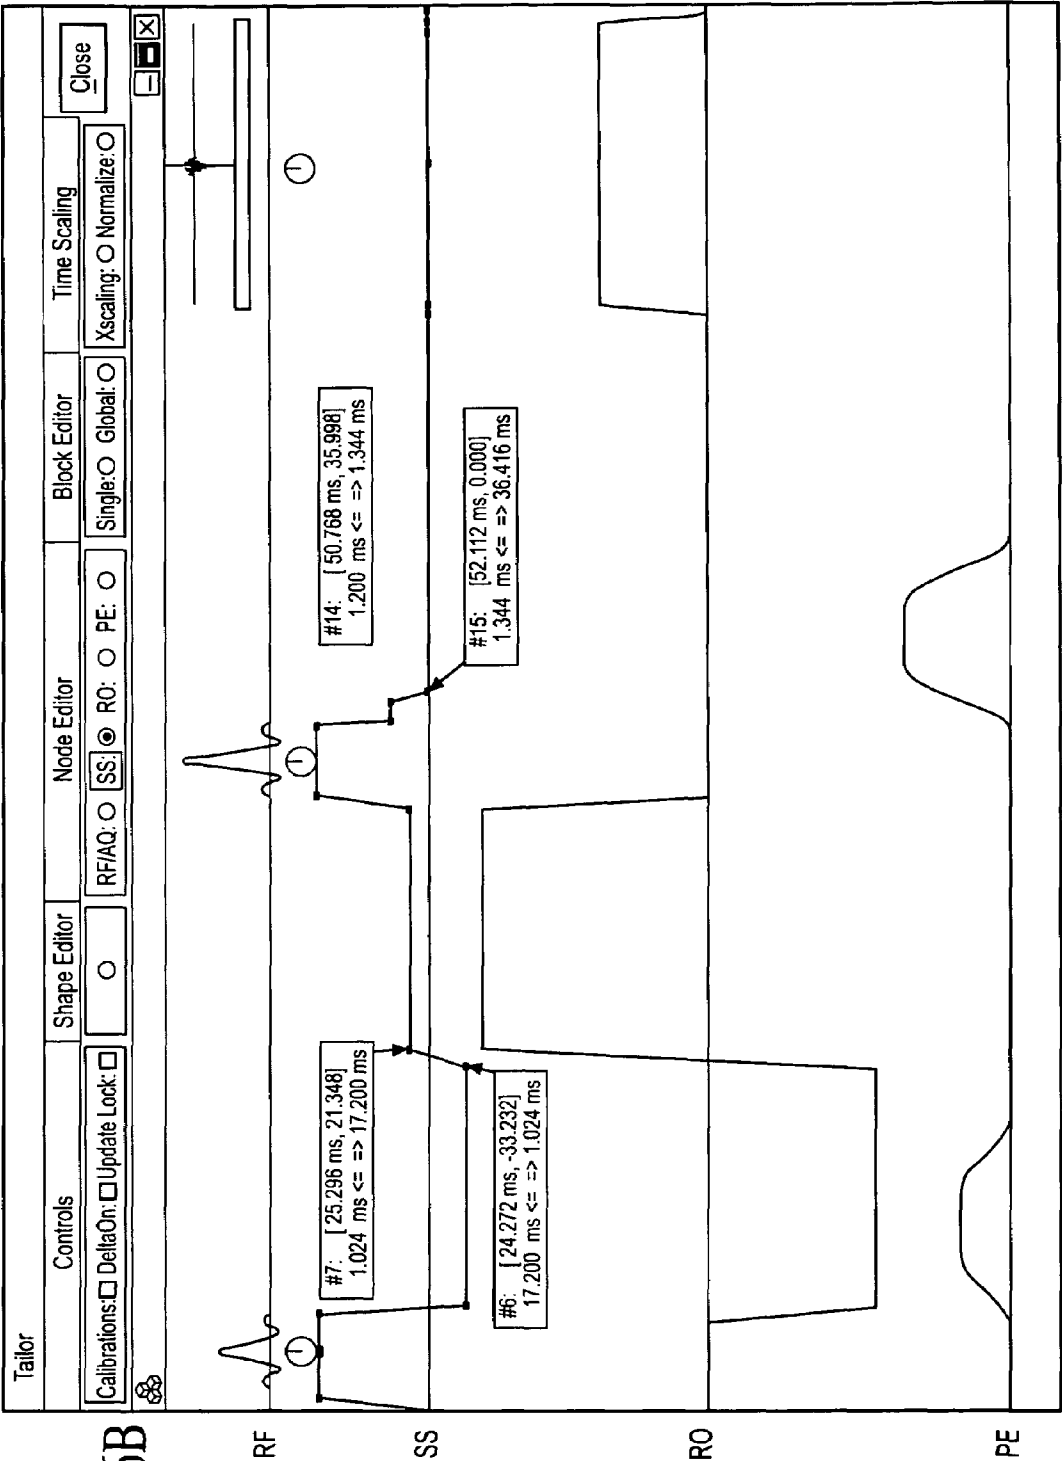 Tailor
Controls
Shape Editor
Node Editor
Block Editor
Time Scaling
Close
Calibrations: DeltaOn: Update Lock:
RF/AQ: SS: RO: PE:
Single: Global:
Xscaling: Normalize:
RF
SS
RO
PE
#7: [ 25.296 ms, 21.348]
1.024 ms <= => 17.200 ms
#6: [ 24.272 ms, -33.232]
17.200 ms <= => 1.024 ms
#14: [ 50.768 ms, 35.998]
1.200 ms <= => 1.344 ms
#15: [52.112 ms, 0.000]
1.344 ms <= => 36.416 ms